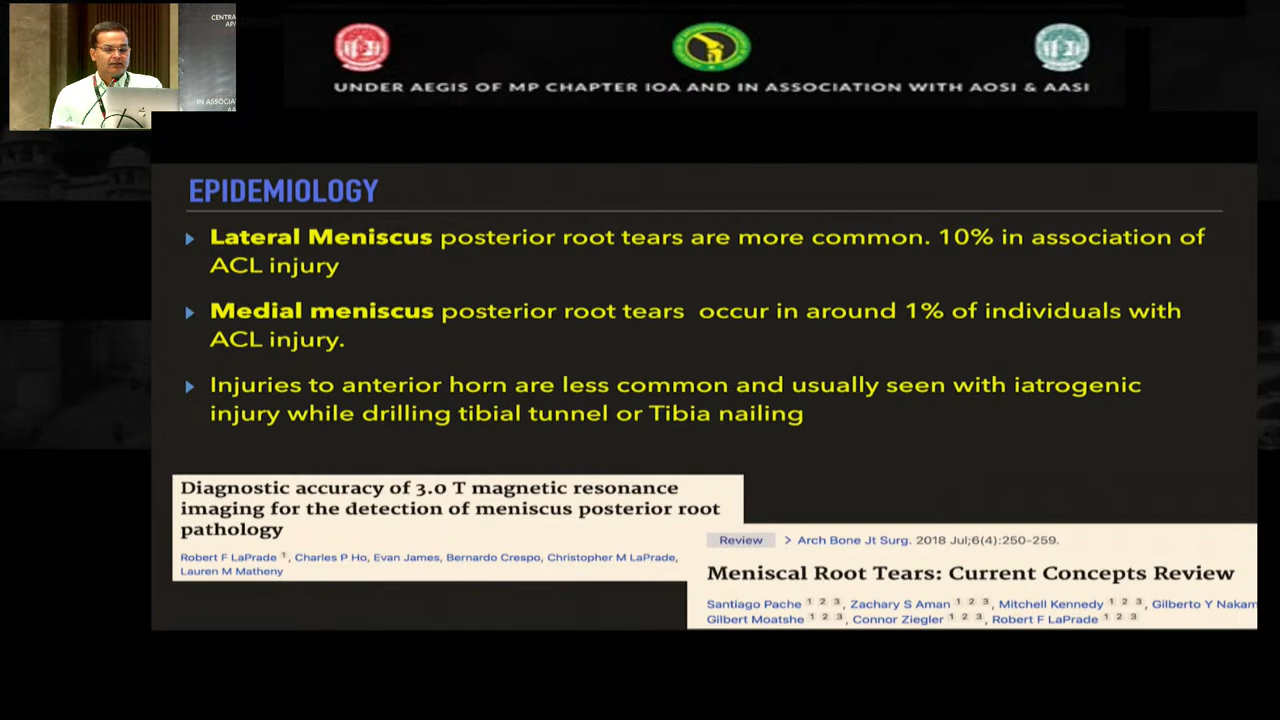 CENTRA
AP
IN ASSOCIA
AA
UNDER AEGIS OF MP CHAPTER IOA AND IN ASSOCIATION WITH AOSI & AASI
EPIDEMIOLOGY
Lateral Meniscus posterior root tears are more common. 10% in association of
ACL injury
Medial meniscus posterior root tears occur in around 1% of individuals with
ACL injury.
Injuries to anterior horn are less common and usually seen with iatrogenic
injury while drilling tibial tunnel or Tibia nailing
Diagnostic accuracy of 3.0 T magnetic resonance
imaging for the detection of meniscus posterior root
pathology
Robert F LaPrade 1, Charles P Ho, Evan James, Bernardo Crespo, Christopher M LaPrade,
Lauren M Matheny
Review > Arch Bone Jt Surg. 2018 Jul;6(4):250-259.
Meniscal Root Tears: Current Concepts Review
Santiago Pache 1 2 3, Zachary S Aman 1 2 3, Mitchell Kennedy 1 2 3, Gilberto Y Nakam
Gilbert Moatshe 1 2 3, Connor Ziegler 1 2 3, Robert F LaPrade 1 2 3